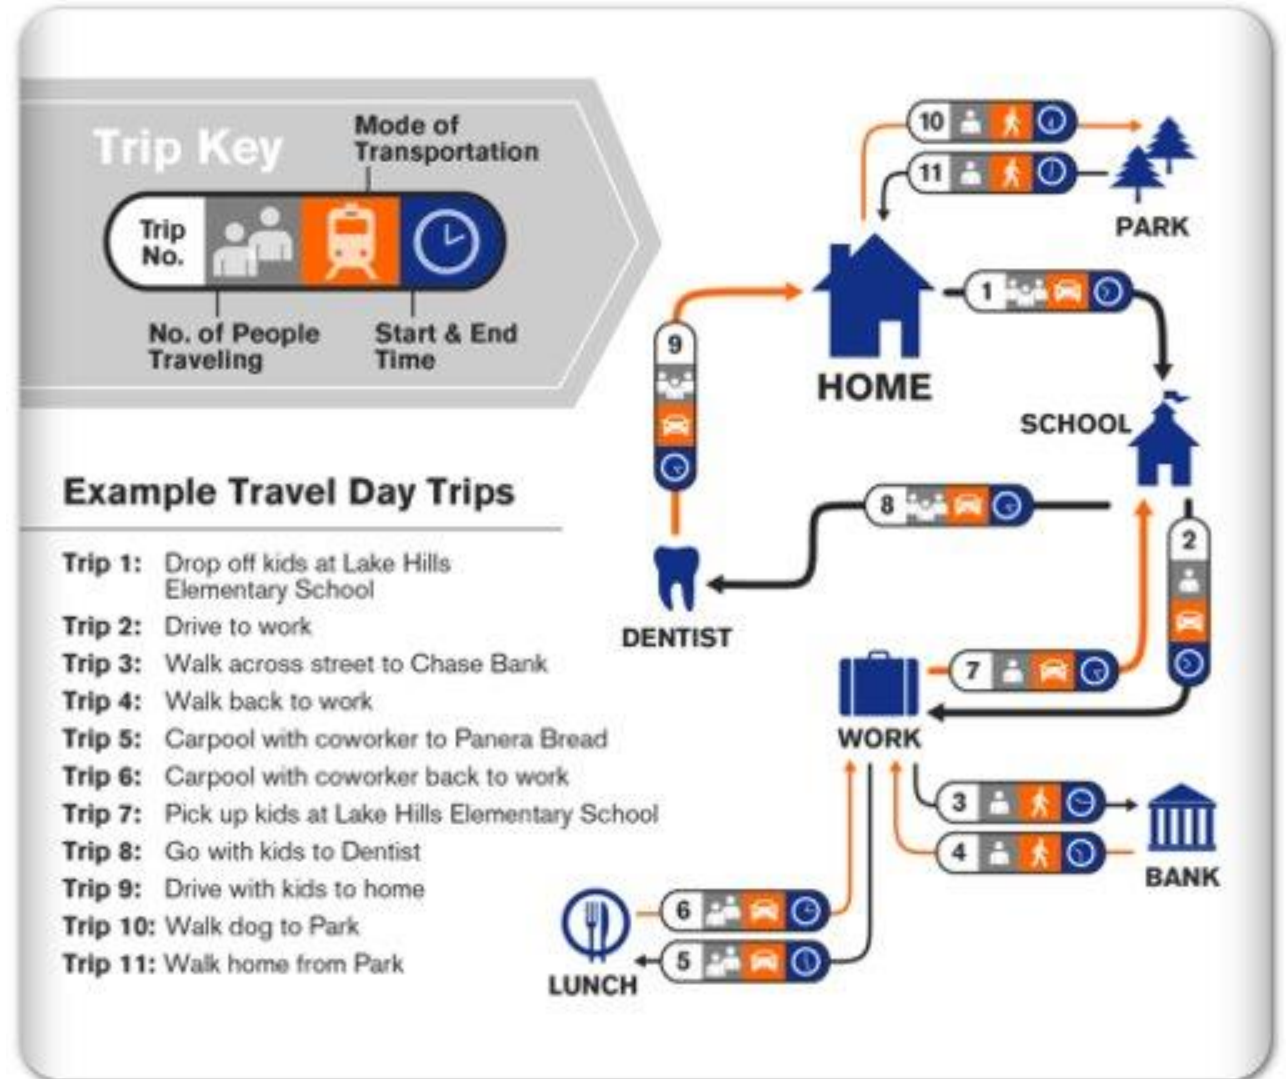 Trip Key
Mode of
Transportation
Trip
No.
No. of People
Traveling
Start & End
Time
Example Travel Day Trips
Trip 1: Drop off kids at Lake Hills
Elementary School
Trip 2: Drive to work
Trip 3: Walk across street to Chase Bank
Trip 4: Walk back to work
Trip 5: Carpool with coworker to Panera Bread
Trip 6: Carpool with coworker back to work
Trip 7: Pick up kids at Lake Hills Elementary School
Trip 8: Go with kids to Dentist
Trip 9: Drive with kids to home
Trip 10: Walk dog to Park
Trip 11: Walk home from Park
10
11
PARK
1
9
HOME
SCHOOL
8
2
DENTIST
7
WORK
3
4
BANK
6
5
LUNCH